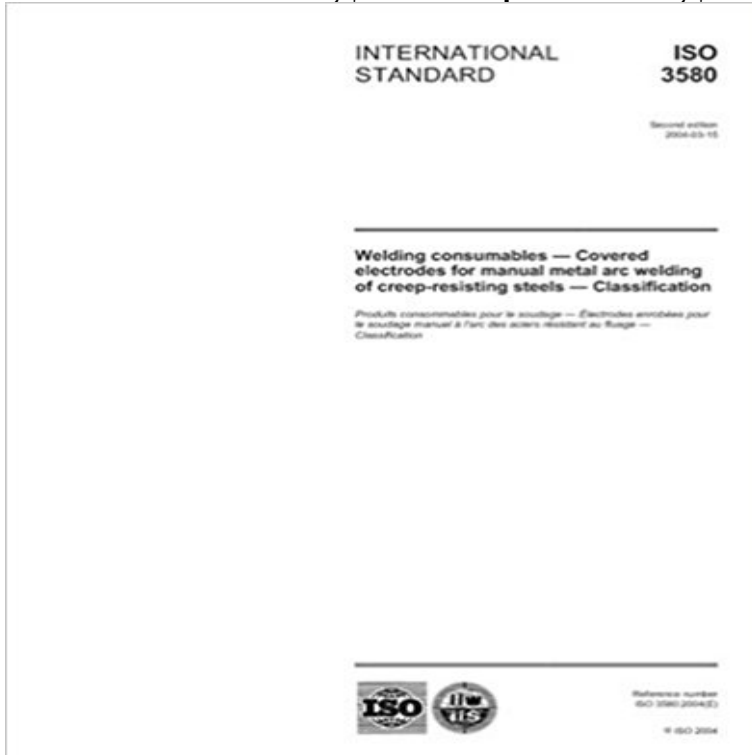 INTERNATIONAL
STANDARD
ISO
3580
Second edition
2004-03-15
Welding consumables — Covered
electrodes for manual metal arc welding
of creep-resisting steels — Classification
Produits consommables pour le soudage — Électrodes enrobées pour
le soudage manuel à l'arc des aciers résistant au fluage —
Classification
ISO
IIW
IIS
Reference number
ISO 3580:2004(E)
© ISO 2004